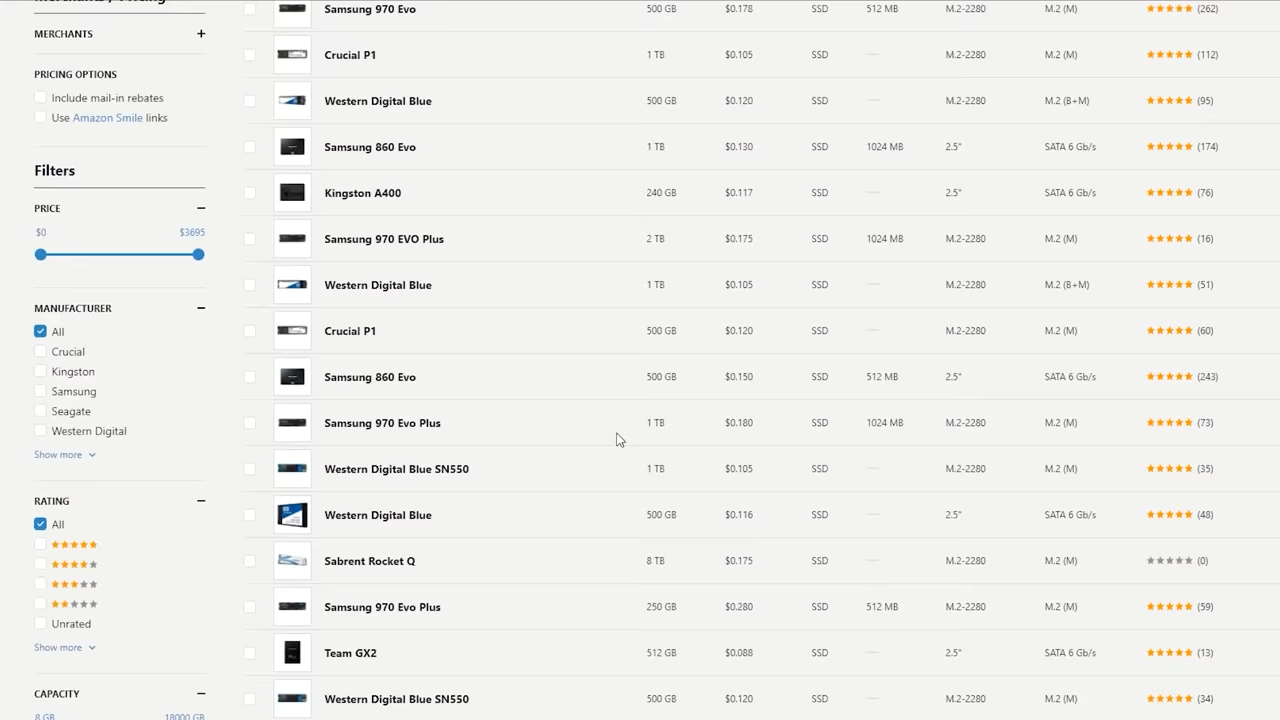 Samsung 970 Evo 500 GB $0.178 SSD 512 MB M.2-2280 M.2 (M) (262)
MERCHANTS +
Crucial P1 1 TB $0.105 SSD M.2-2280 M.2 (M) (112)
PRICING OPTIONS
Include mail-in rebates
Western Digital Blue 500 GB $0.120 SSD M.2-2280 M.2 (B+M) (95)
Use Amazon Smile links
Samsung 860 Evo 1 TB $0.130 SSD 1024 MB 2.5" SATA 6 Gb/s (174)
Filters
Kingston A400 240 GB $0.117 SSD 2.5" SATA 6 Gb/s (76)
PRICE
$0 $3695
Samsung 970 EVO Plus 2 TB $0.175 SSD 1024 MB M.2-2280 M.2 (M) (16)
Western Digital Blue 1 TB 105 SSD M.2-2280 M.2 (B+M) (51)
MANUFACTURER
All
Crucial P1 500 GB $0.120 SSD M.2-2280 M.2 (M) (60)
Crucial
Kingston
Samsung 860 Evo 500 GB $0.150 SSD 512 MB 2.5" SATA 6 Gb/s (243)
Samsung
Seagate
Samsung 970 Evo Plus 1 TB $0.180 SSD 1024 MB M.2-2280 M.2 (M) (73)
Western Digital
Show more
Western Digital Blue SN550 1 TB 105 SSD M.2-2280 M.2 (M) (35)
RATING
Western Digital Blue 500 GB $0.116 SSD 2.5" SATA 6 Gb/s (48)
All
Sabrent Rocket Q 8 TB $0.175 SSD M.2-2280 M.2 (M) (0)
Samsung 970 Evo Plus 250 GB $0.280 SSD 512 MB M.2-2280 M.2 (M) (59)
Unrated
Show more
Team GX2 512 GB $0.088 SSD 2.5" SATA 6 Gb/s (13)
CAPACITY
Western Digital Blue SN550 500 GB $0.120 SSD M.2-2280 M.2 (M) (34)
8 GB 18000 GB